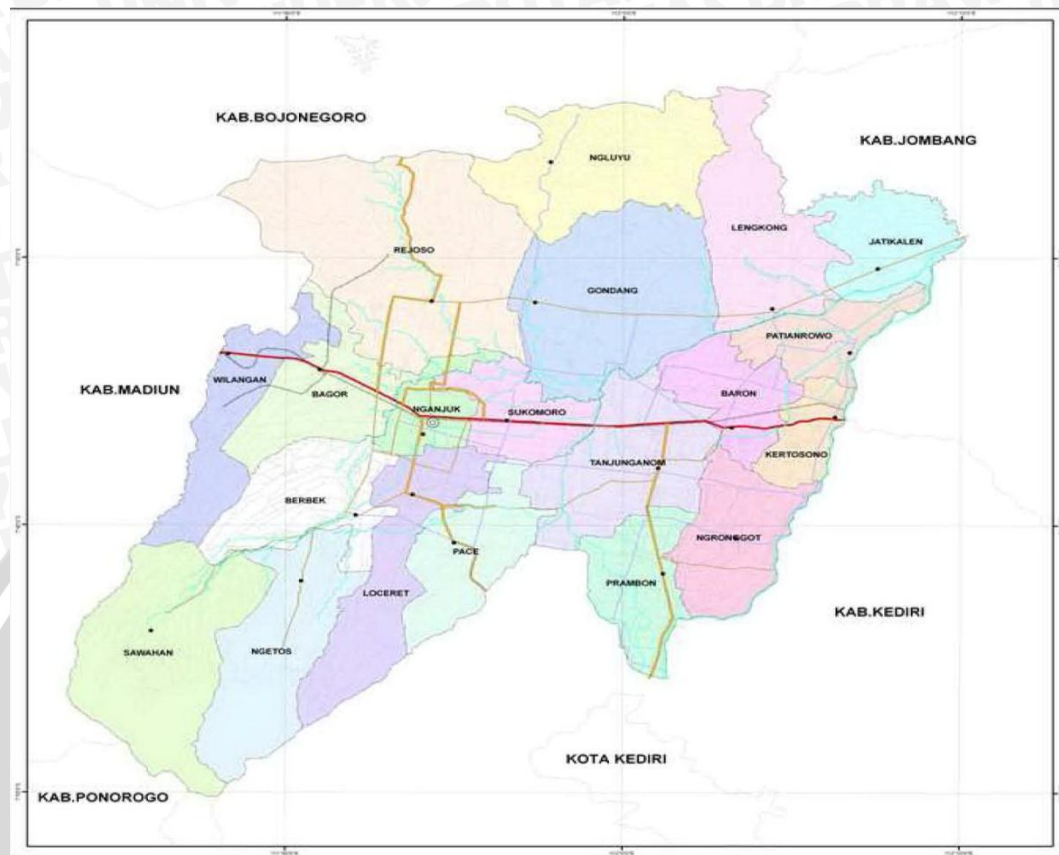 KAB.BOJONEGORO
KAB.JOMBANG
NGLUYU
LENGKONG
JATIKALEN
REJOSO
GONDANG
PATIANROWO
KAB.MADIUN
WILANGAN
BAGOR
NGANJUK
SUKOMORO
BARON
KERTOSONO
TANJUNGANOM
BERBEK
NGRONGGOT
PACE
PRAMBON
LOCERET
KAB.KEDIRI
SAWAHAN
NGETOS
KOTA KEDIRI
KAB.PONOROGO